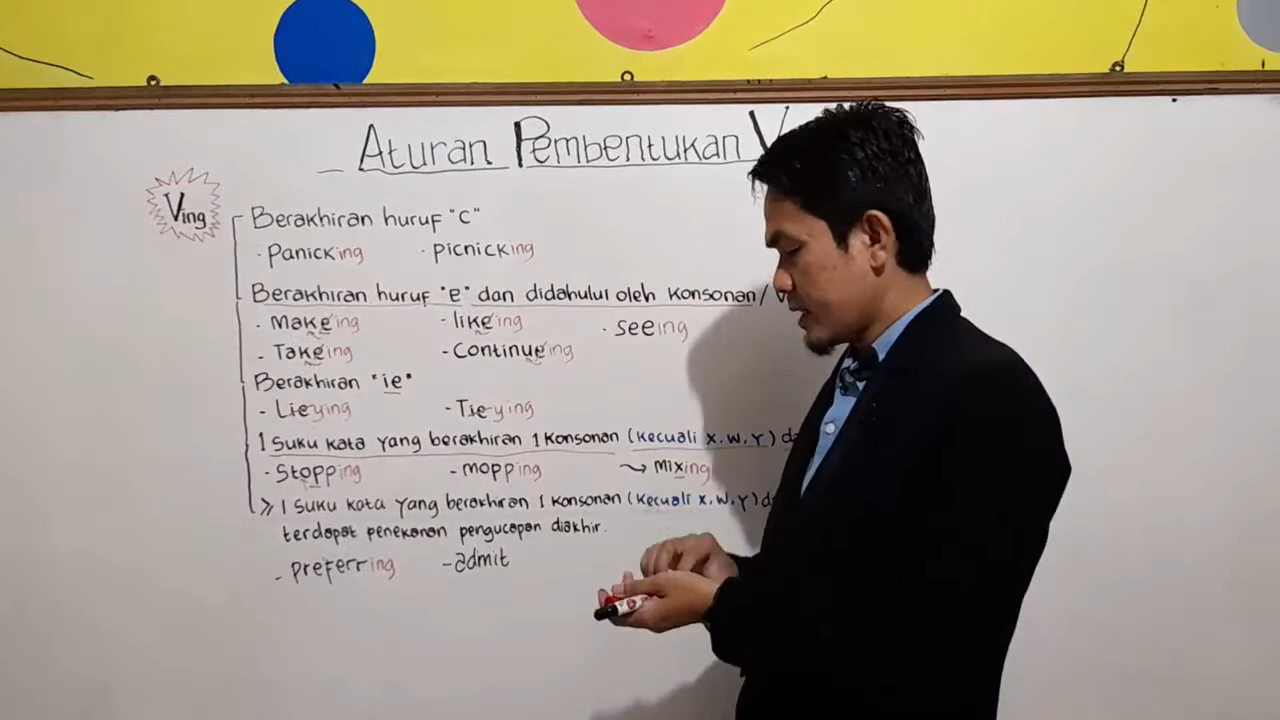 Aturan Pembentukan V
Ving
Berakhiran huruf "C"
· Panicking · picnicking
Berakhiran huruf "e" dan didahului oleh konsonan / V
· Makeing - likeing · seeing
- Takeing - Continueing
Berakhiran "ie"
- Lieying - Tieying
1 suku kata yang berakhiran 1 konsonan (kecuali x, w, y) da
- Stopping - mopping → mixing
> 1 suku kata yang berakhiran 1 konsonan (kecuali x, w, y) d
terdapat penekanan pengucapan diakhir.
- preferring - admit